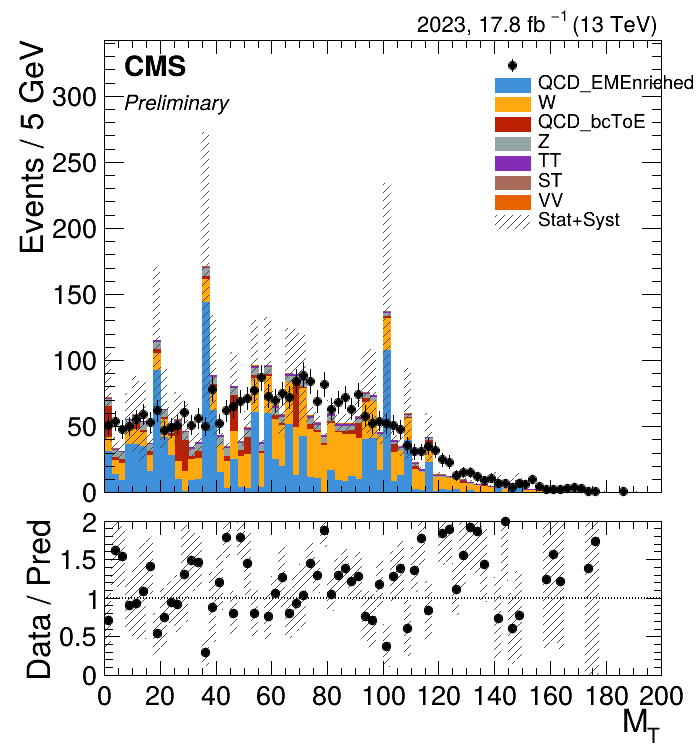 2023, 17.8 fb⁻¹ (13 TeV)
CMS
Preliminary
Events / 5 GeV
300
250
200
150
100
50
0
QCD_EMEnriched
W
QCD_bcToE
Z
TT
ST
VV
Stat+Syst
Data / Pred
2
1.5
1
0.5
0
0 20 40 60 80 100 120 140 160 180 200
M_T